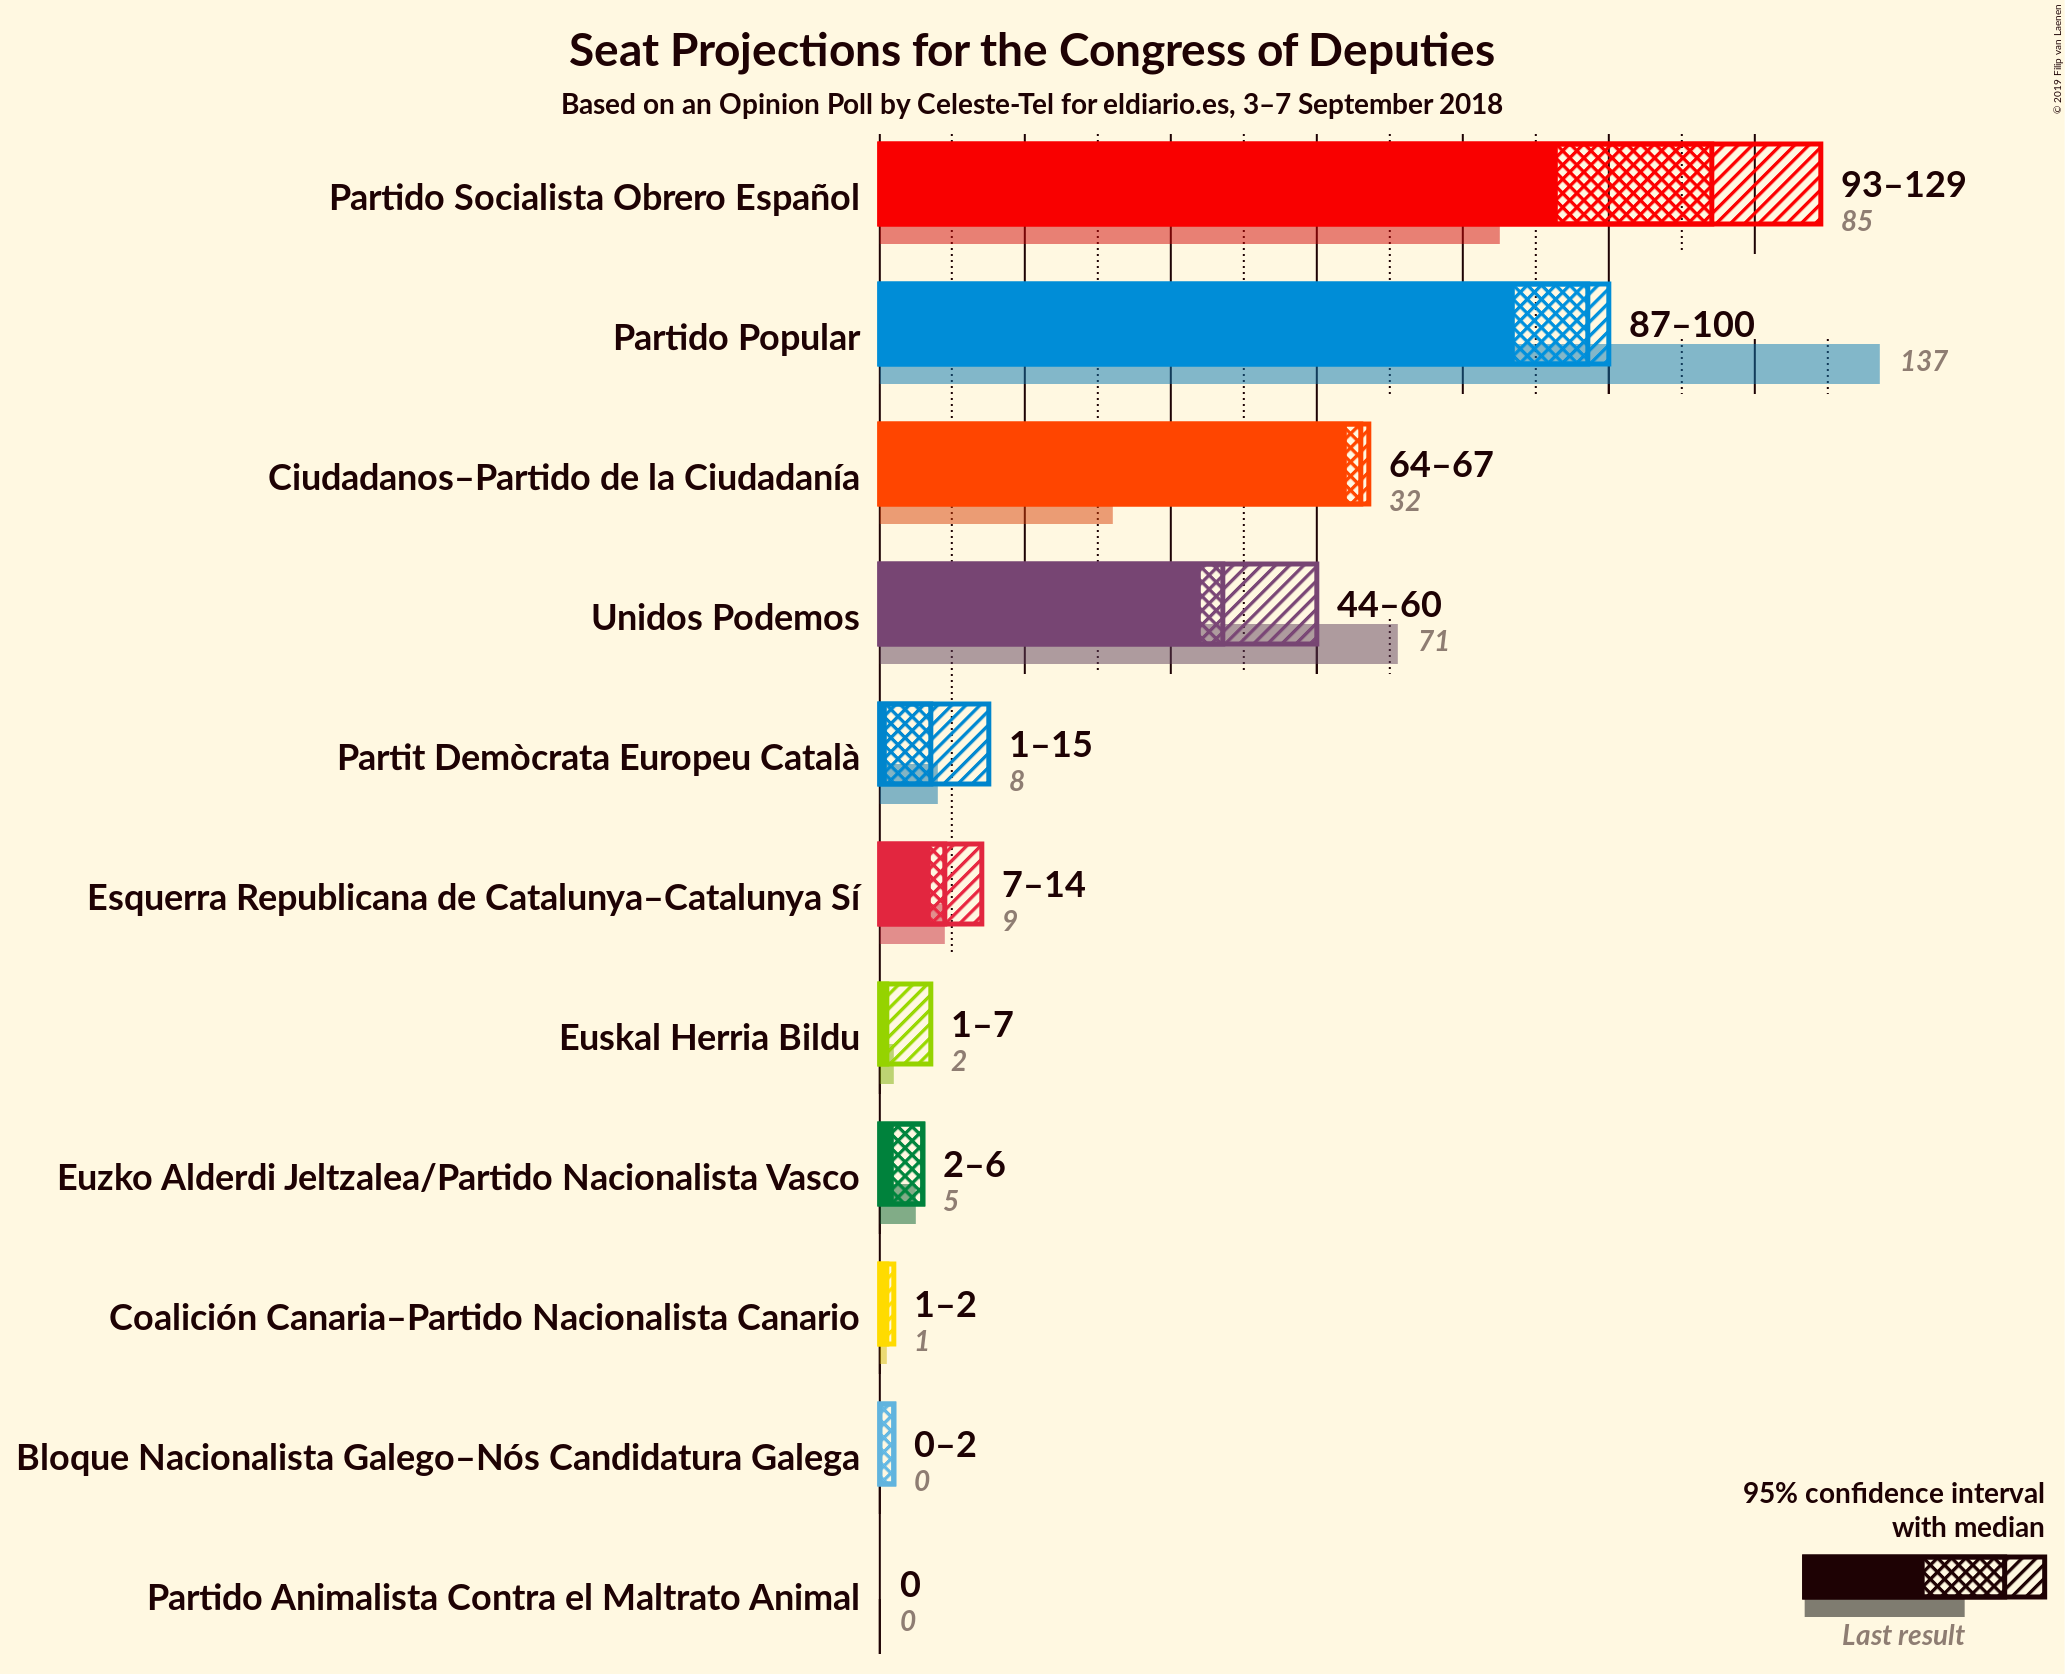 Seat Projections for the Congress of Deputies
Based on an Opinion Poll by Celeste-Tel for eldiario.es, 3–7 September 2018
© 2019 Filip van Laenen
Partido Socialista Obrero Español
93–129
85
Partido Popular
87–100
137
Ciudadanos–Partido de la Ciudadanía
64–67
32
Unidos Podemos
44–60
71
Partit Demòcrata Europeu Català
1–15
8
Esquerra Republicana de Catalunya–Catalunya Sí
7–14
9
Euskal Herria Bildu
1–7
2
Euzko Alderdi Jeltzalea/Partido Nacionalista Vasco
2–6
5
Coalición Canaria–Partido Nacionalista Canario
1–2
1
Bloque Nacionalista Galego–Nós Candidatura Galega
0–2
0
Partido Animalista Contra el Maltrato Animal
0
0
95% confidence interval
with median
Last result